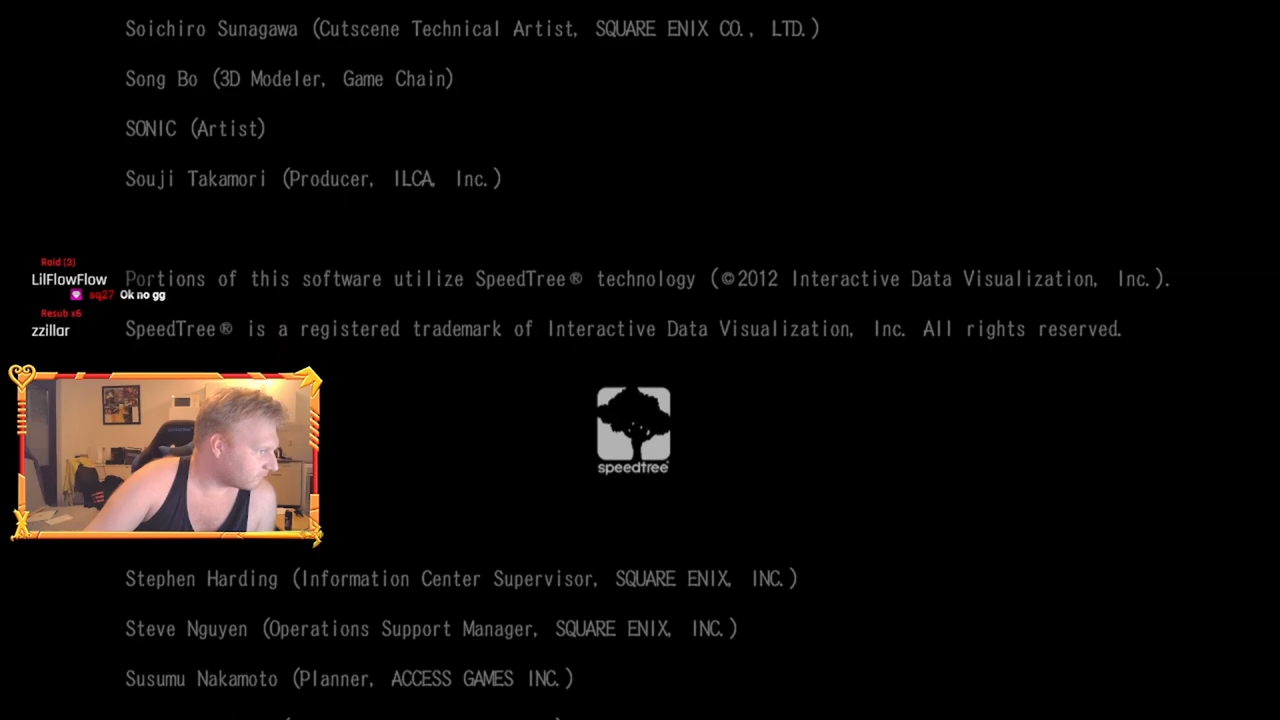 Soichiro Sunagawa (Cutscene Technical Artist, SQUARE ENIX CO., LTD.)
Song Bo (3D Modeler, Game Chain)
SONIC (Artist)
Souji Takamori (Producer, ILCA, Inc.)
Raid (3)
LilFlowFlow
Portions of this software utilize SpeedTree® technology (©2012 Interactive Data Visualization, Inc.).
sq27 Ok no gg
Resub x6
zzillar
SpeedTree® is a registered trademark of Interactive Data Visualization, Inc. All rights reserved.
speedtree®
Stephen Harding (Information Center Supervisor, SQUARE ENIX, INC.)
Steve Nguyen (Operations Support Manager, SQUARE ENIX, INC.)
Susumu Nakamoto (Planner, ACCESS GAMES INC.)